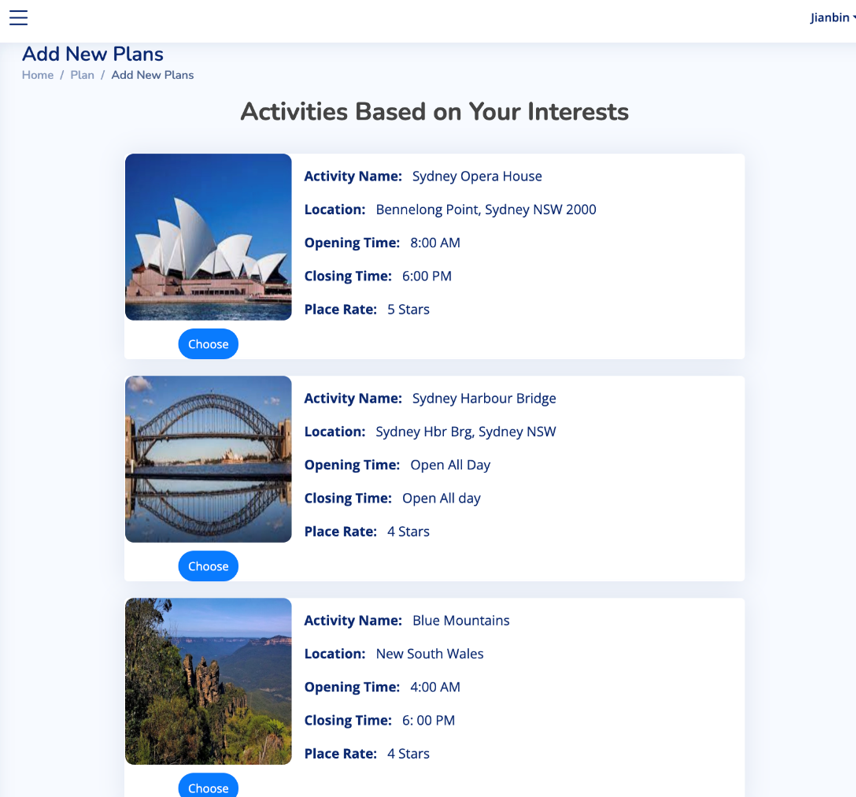 Jianbin
Add New Plans
Home / Plan / Add New Plans
Activities Based on Your Interests
Activity Name: Sydney Opera House
Location: Bennelong Point, Sydney NSW 2000
Opening Time: 8:00 AM
Closing Time: 6:00 PM
Place Rate: 5 Stars
Choose
Activity Name: Sydney Harbour Bridge
Location: Sydney Hbr Brg, Sydney NSW
Opening Time: Open All Day
Closing Time: Open All day
Place Rate: 4 Stars
Choose
Activity Name: Blue Mountains
Location: New South Wales
Opening Time: 4:00 AM
Closing Time: 6: 00 PM
Place Rate: 4 Stars
Choose